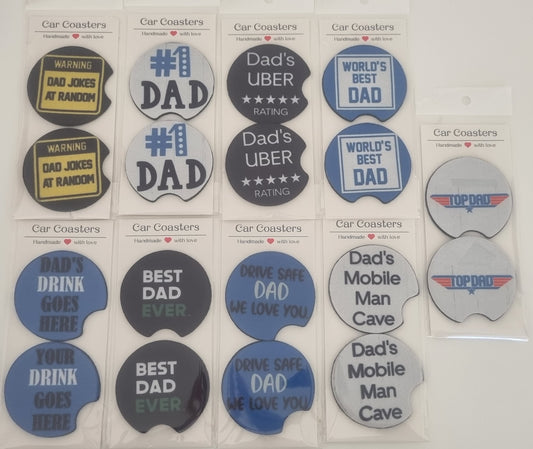 Car Coasters
Handmade ❤ with love
WARNING
DAD JOKES
AT RANDOM
WARNING
DAD JOKES
AT RANDOM
Car Coasters
Handmade ❤ with love
#1
DAD
#1
DAD
Car Coasters
Handmade ❤ with love
Dad's
UBER
★★★★★
RATING
Dad's
UBER
★★★★★
RATING
Car Coasters
Handmade ❤ with love
WORLD'S
BEST
DAD
WORLD'S
BEST
DAD
Car Coasters
Handmade ❤ with love
TOP DAD
TOP DAD
Car Coasters
Handmade ❤ with love
DAD'S
DRINK
GOES
HERE
YOUR
DRINK
GOES
HERE
Car Coasters
Handmade ❤ with love
BEST
DAD
EVER.
BEST
DAD
EVER.
Car Coasters
Handmade ❤ with love
DRIVE SAFE
DAD
WE LOVE YOU
DRIVE SAFE
DAD
WE LOVE YOU
Car Coasters
Handmade ❤ with love
Dad's
Mobile
Man
Cave
Dad's
Mobile
Man
Cave